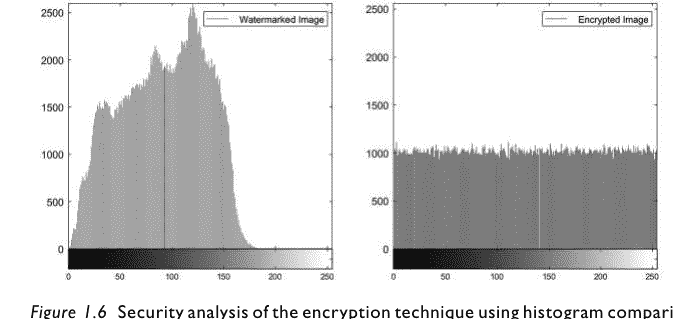 2500
2000
1500
1000
500
0
0 50 100 150 200 250
Watermarked Image
2500
2000
1500
1000
500
0
0 50 100 150 200 250
Encrypted Image
Figure 1.6 Security analysis of the encryption technique using histogram compari